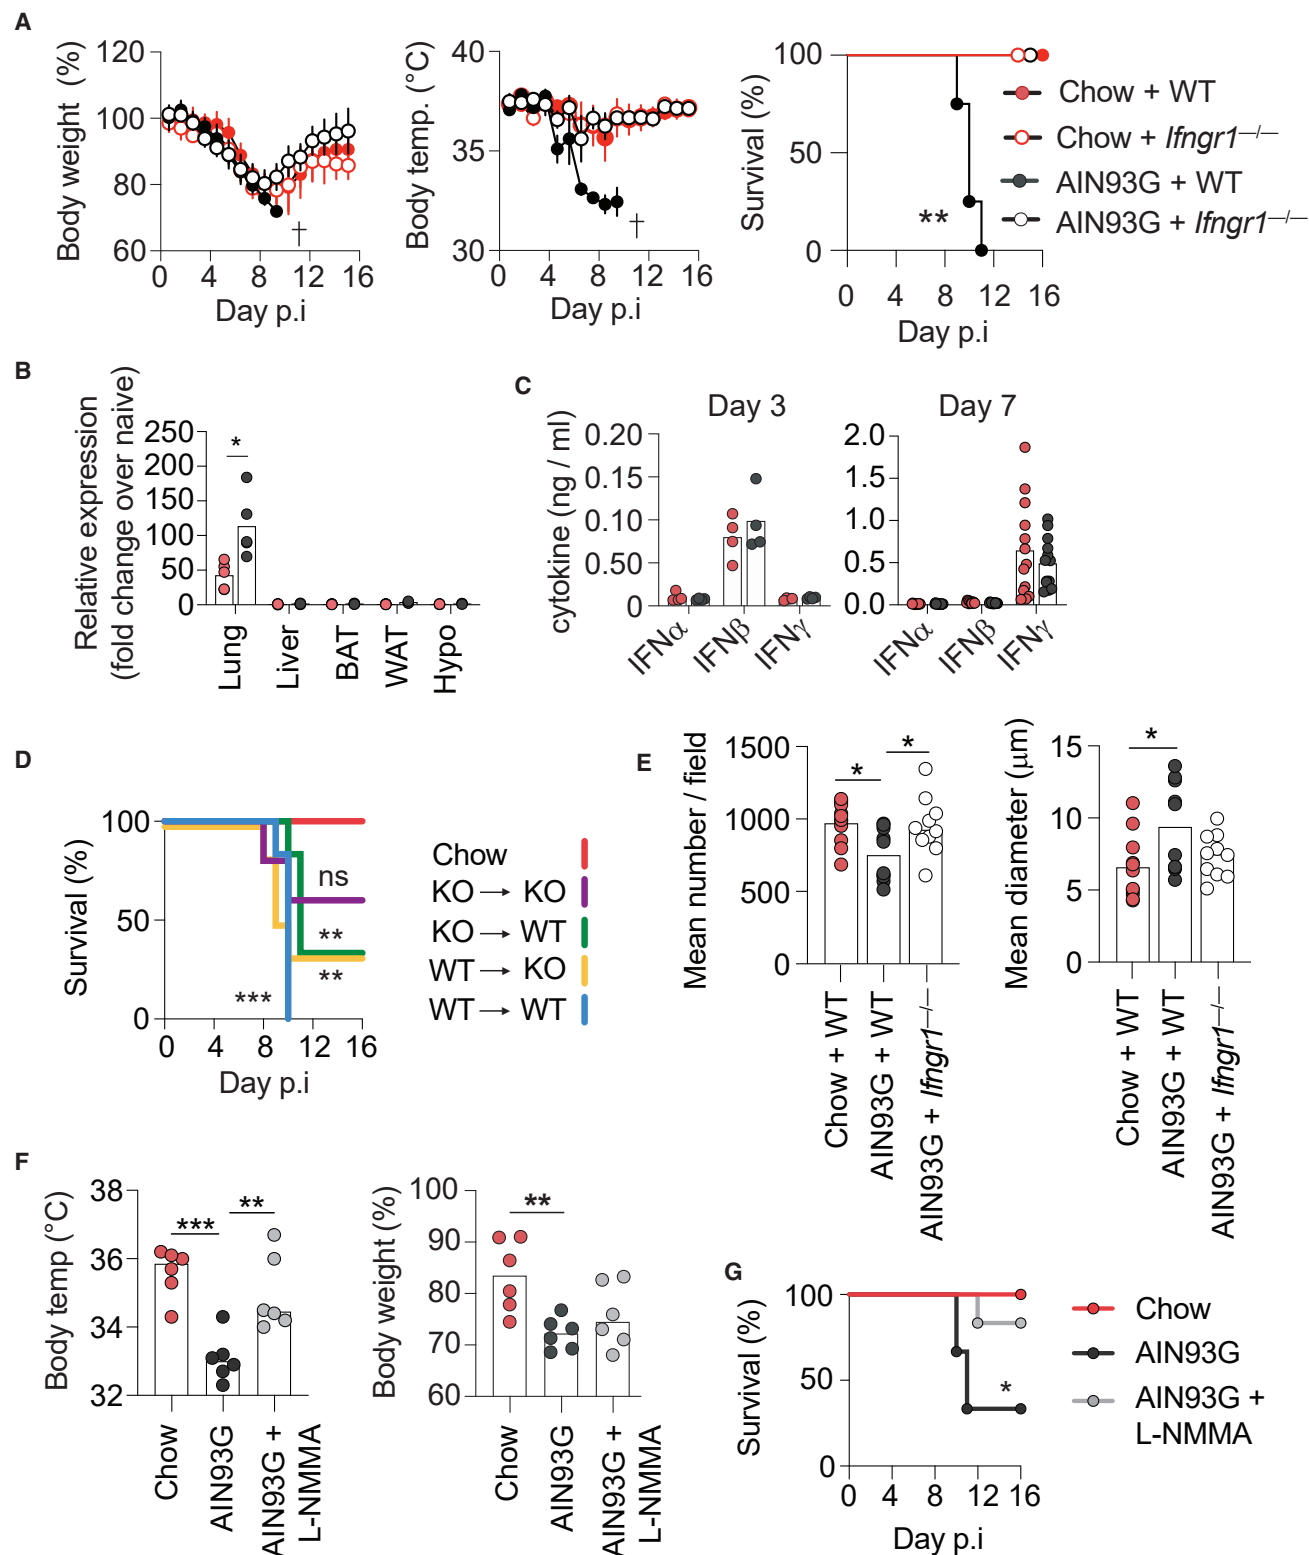 A
Body weight (%)
120
100
80
60
†
0 4 8 12 16
Day p.i
Body temp. (°C)
40
35
30
†
0 4 8 12 16
Day p.i
Survival (%)
100
50
0
**
0 4 8 12 16
Day p.i
Chow + WT
Chow + Ifngr1–/–
AIN93G + WT
AIN93G + Ifngr1–/–
B
Relative expression
(fold change over naive)
250
200
150
100
50
0
*
Lung
Liver
BAT
WAT
Hypo
C
cytokine (ng / ml)
Day 3
0.20
0.15
0.10
0.50
0
IFNα
IFNβ
IFNγ
Day 7
2.0
1.5
1.0
0.5
0.0
IFNα
IFNβ
IFNγ
D
Survival (%)
100
50
0
ns
**
**
***
0 4 8 12 16
Day p.i
Chow
KO → KO
KO → WT
WT → KO
WT → WT
E
Mean number / field
1500
1000
500
0
* *
Chow + WT
AIN93G + WT
AIN93G + Ifngr1–/–
Mean diameter (μm)
15
10
5
0
*
Chow + WT
AIN93G + WT
AIN93G + Ifngr1–/–
F
Body temp (°C)
38
36
34
32
*** **
Chow
AIN93G
AIN93G +
L-NMMA
Body weight (%)
100
90
80
70
60
**
Chow
AIN93G
AIN93G +
L-NMMA
G
Survival (%)
100
50
0
*
0 4 8 12 16
Day p.i
Chow
AIN93G
AIN93G +
L-NMMA